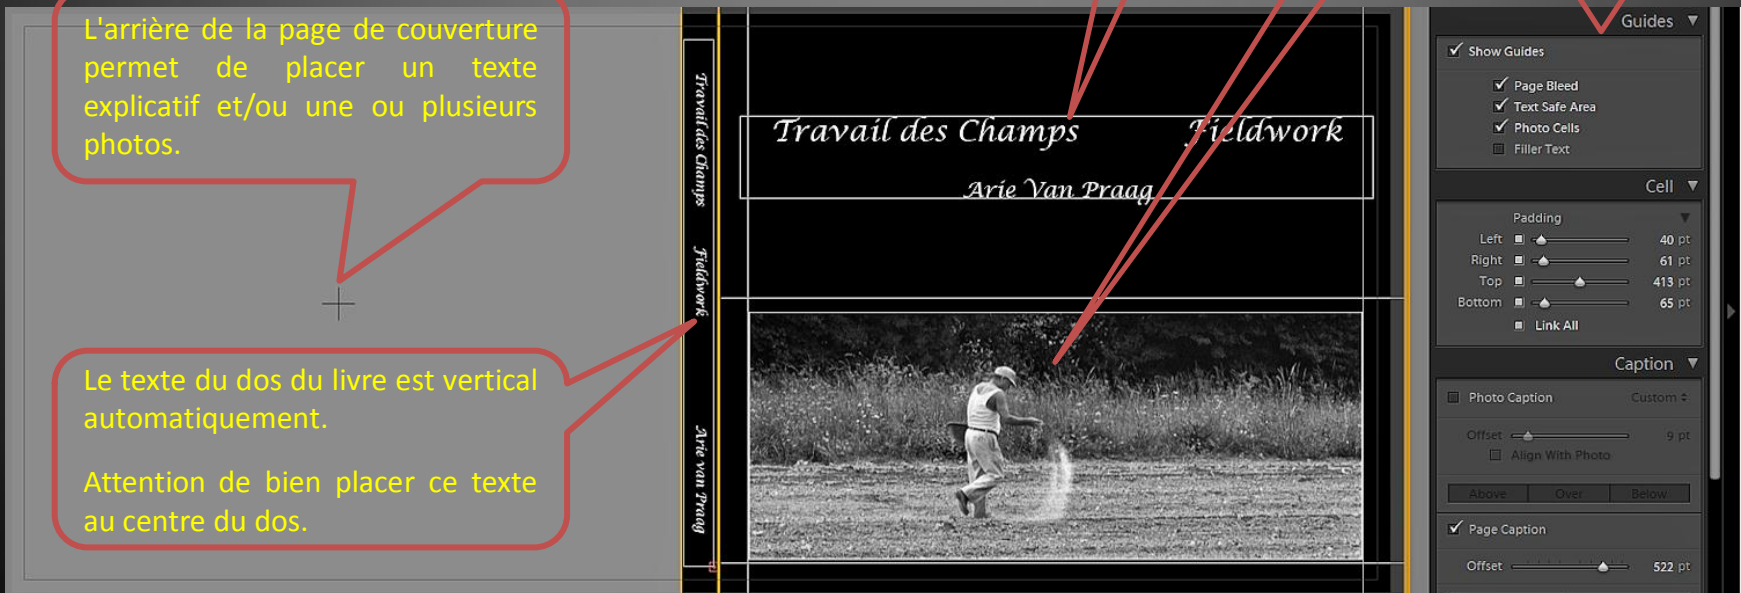 L'arrière de la page de couverture
permet de placer un texte
explicatif et/ou une ou plusieurs
photos.
Le texte du dos du livre est vertical
automatiquement.
Attention de bien placer ce texte
au centre du dos.
Travail des Champs
Fieldwork
Arie van Praag
Travail des Champs Fieldwork
Arie Van Praag
Guides
Show Guides
Page Bleed
Text Safe Area
Photo Cells
Filler Text
Cell
Padding
Left 40 pt
Right 61 pt
Top 413 pt
Bottom 65 pt
Link All
Caption
Photo Caption Custom
Offset 9 pt
Align With Photo
Above Over Below
Page Caption
Offset 522 pt